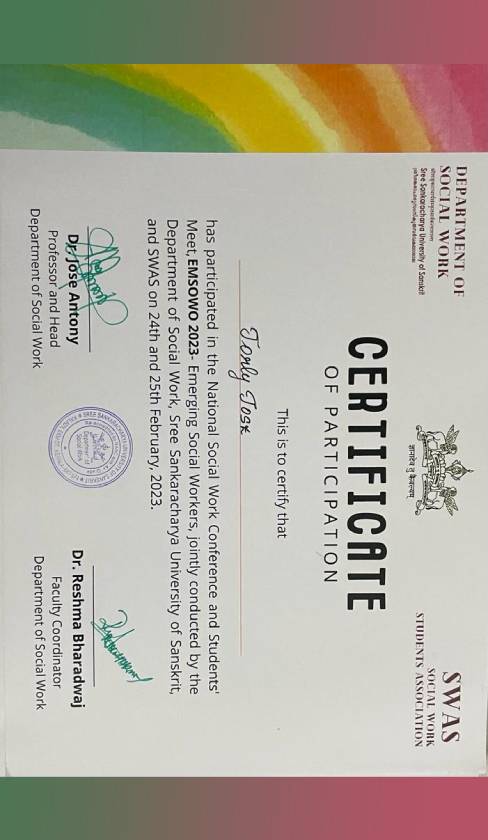 DEPARTMENT OF
SOCIAL WORK
Sree Sankaracharya University of Sanskrit
ज्ञानादेव तु कैवल्यम्
SWAS
SOCIAL WORK
STUDENTS ASSOCIATION
CERTIFICATE
OF PARTICIPATION
This is to certify that
has participated in the National Social Work Conference and Students'
Meet, EMSOWO 2023- Emerging Social Workers, jointly conducted by the
Department of Social Work, Sree Sankaracharya University of Sanskrit,
and SWAS on 24th and 25th February, 2023.
Dr Jose Antony
Professor and Head
Department of Social Work
Dr. Reshma Bharadwaj
Faculty Coordinator
Department of Social Work